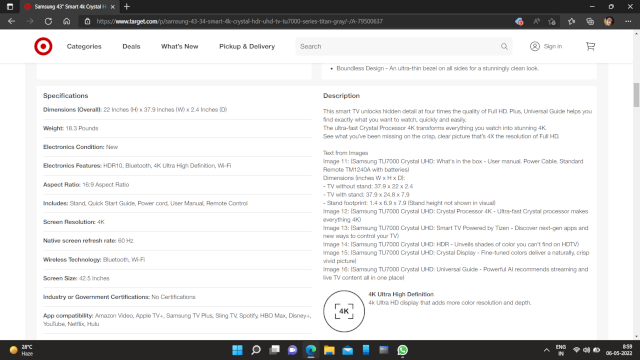 Samsung 43" Smart 4k Crystal H
https://www.target.com/p/samsung-43-34-smart-4k-crystal-hdr-uhd-tv-tu7000-series-titan-gray/-/A-79500637
Categories
Deals
What's New
Pickup & Delivery
Search
Sign in
• Boundless Design - An ultra-thin bezel on all sides for a stunningly clean look.
Specifications
Dimensions (Overall): 22 Inches (H) x 37.9 Inches (W) x 2.4 Inches (D)
Weight: 18.3 Pounds
Electronics Condition: New
Electronics Features: HDR10, Bluetooth, 4K Ultra High Definition, Wi-Fi
Aspect Ratio: 16:9 Aspect Ratio
Includes: Stand, Quick Start Guide, Power cord, User Manual, Remote Control
Screen Resolution: 4K
Native screen refresh rate: 60 Hz
Wireless Technology: Bluetooth, Wi-Fi
Screen Size: 42.5 Inches
Industry or Government Certifications: No Certifications
App compatibility: Amazon Video, Apple TV+, Samsung TV Plus, Sling TV, Spotify, HBO Max, Disney+,
YouTube, Netflix, Hulu
Description
This smart TV unlocks hidden detail at four times the quality of Full HD. Plus, Universal Guide helps you
find exactly what you want to watch, quickly and easily.
The ultra-fast Crystal Processor 4K transforms everything you watch into stunning 4K.
See what you've been missing on the crisp, clear picture that's 4X the resolution of Full HD.
Text from Images
Image 11: (Samsung TU7000 Crystal UHD: What's in the box - User manual. Power Cable. Standard
Remote TM1240A with batteries)
Dimensions (inches W x H x D):
- TV without stand: 37.9 x 22 x 2.4
- TV with stand: 37.9 x 24.8 x 7.9
- Stand footprint: 1.4 x 6.9 x 7.9 (Stand height not shown in visual)
Image 12: (Samsung TU7000 Crystal UHD: Crystal Processor 4K - Ultra-fast Crystal processor makes
everything 4K)
Image 13: (Samsung TU7000 Crystal UHD: Smart TV Powered by Tizen - Discover next-gen apps and
new ways to control your TV)
Image 14: (Samsung TU7000 Crystal UHD: HDR - Unveils shades of color you can't find on HDTV)
Image 15: (Samsung TU7000 Crystal UHD: Crystal Display - Fine-tuned colors deliver a naturally, crisp
vivid picture)
Image 16: (Samsung TU7000 Crystal UHD: Universal Guide - Powerful AI recommends streaming and
live TV content all in one place)
4K
4K Ultra High Definition
4k Ultra HD display that adds more color resolution and depth.
28°C
Haze
ENG
IN
8:59
06-05-2022